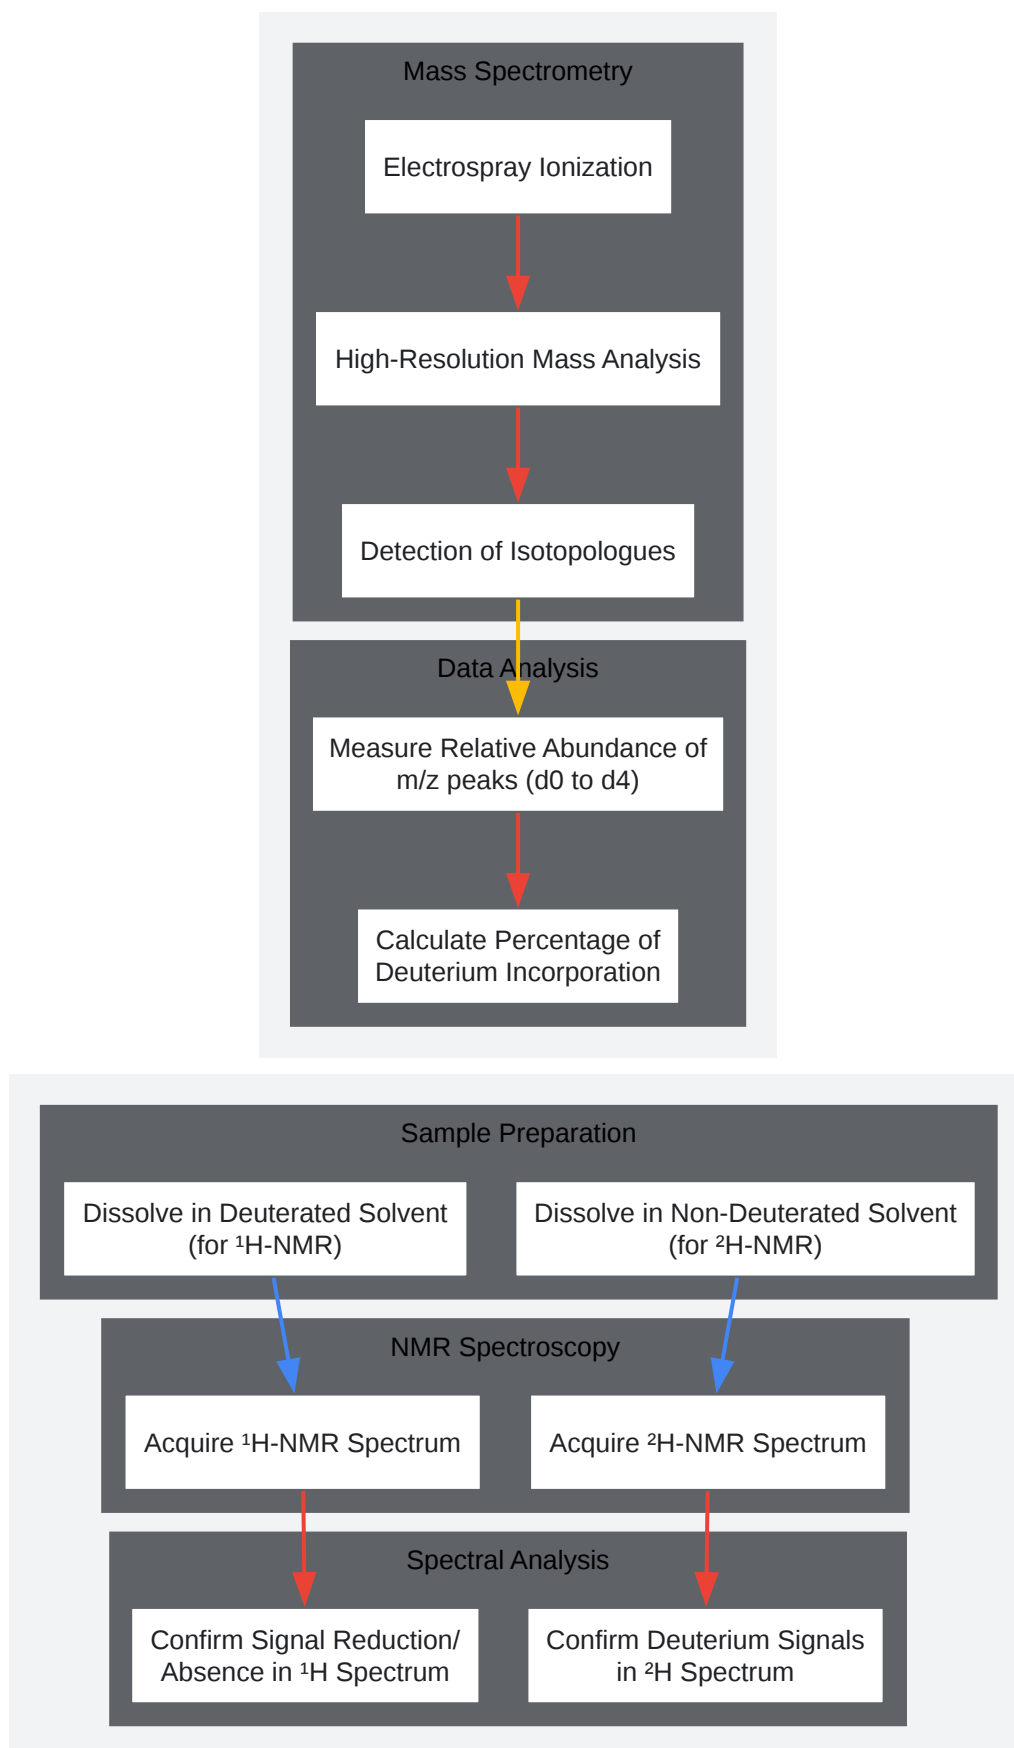 Mass Spectrometry
Electrospray Ionization
High-Resolution Mass Analysis
Detection of Isotopologues
Data Analysis
Measure Relative Abundance of
m/z peaks (d0 to d4)
Calculate Percentage of
Deuterium Incorporation
Sample Preparation
Dissolve in Deuterated Solvent
(for ¹H-NMR)
Dissolve in Non-Deuterated Solvent
(for ²H-NMR)
NMR Spectroscopy
Acquire ¹H-NMR Spectrum
Acquire ²H-NMR Spectrum
Spectral Analysis
Confirm Signal Reduction/
Absence in ¹H Spectrum
Confirm Deuterium Signals
in ²H Spectrum